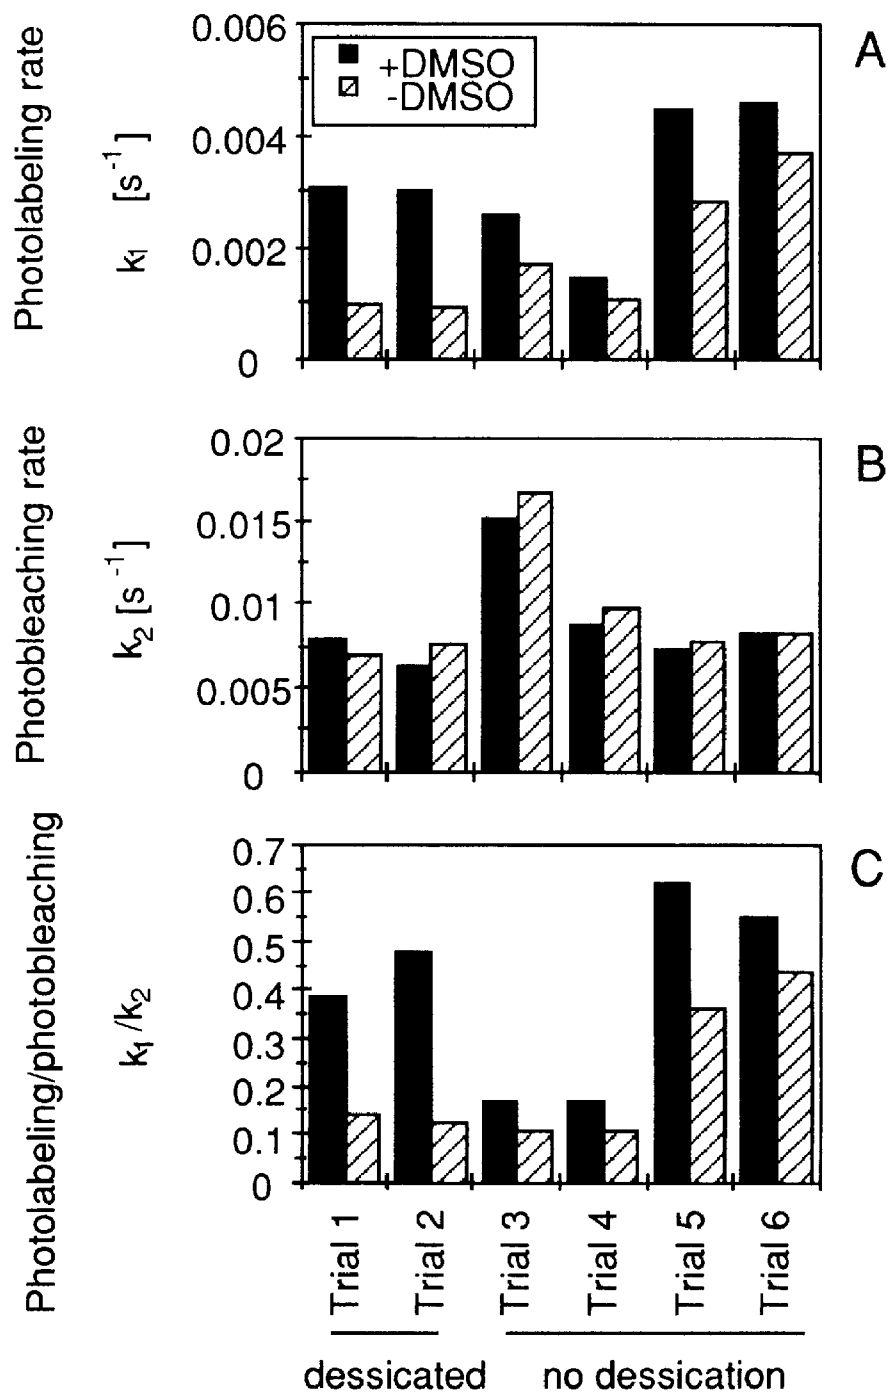 Photolabeling rate
k1 [s-1]
0.006
0.004
0.002
0
+DMSO
-DMSO
A
Photobleaching rate
k2 [s-1]
0.02
0.015
0.01
0.005
0
B
Photolabeling/photobleaching
k1/k2
0.7
0.6
0.5
0.4
0.3
0.2
0.1
0
C
Trial 1
Trial 2
Trial 3
Trial 4
Trial 5
Trial 6
dessicated
no dessication